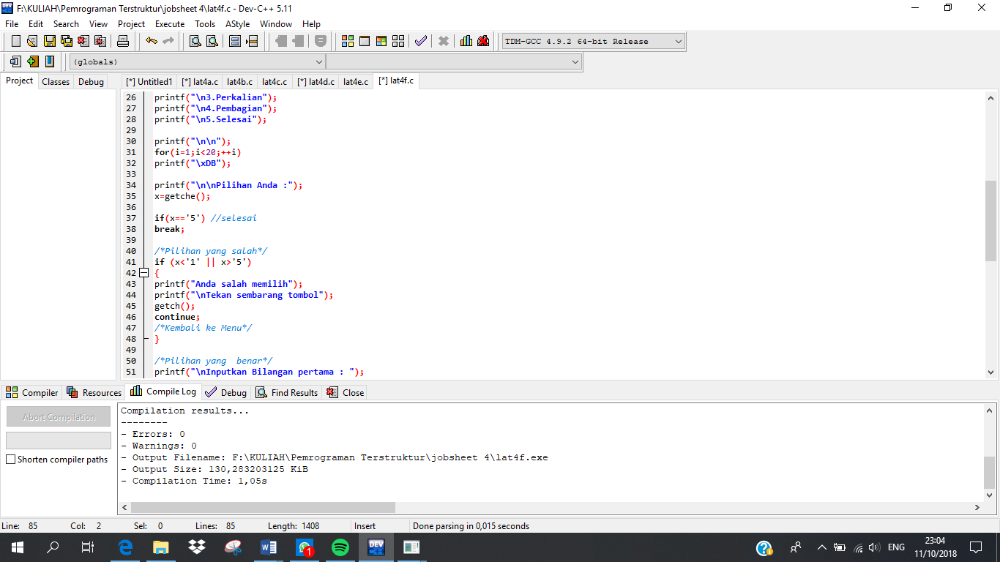 F:\KULIAH\Pemrograman Terstruktur\jobsheet 4\lat4f.c - Dev-C++ 5.11
File Edit Search View Project Execute Tools AStyle Window Help
TDM-GCC 4.9.2 64-bit Release
(globals)
Project Classes Debug
[*] Untitled1 [*] lat4a.c lat4b.c lat4c.c [*] lat4d.c lat4e.c [*] lat4f.c
26 printf("\n3.Perkalian");
27 printf("\n4.Pembagian");
28 printf("\n5.Selesai");
29
30 printf("\n\n");
31 for(i=1;i<20;++i)
32 printf("\xDB");
33
34 printf("\n\nPilihan Anda :");
35 x=getche();
36
37 if(x=='5') //selesai
38 break;
39
40 /*Pilihan yang salah*/
41 if (x<'1' || x>'5')
42 {
43 printf("Anda salah memilih");
44 printf("\nTekan sembarang tombol");
45 getch();
46 continue;
47 /*Kembali ke Menu*/
48 }
49
50 /*Pilihan yang  benar*/
51 printf("\nInputkan Bilangan pertama : ");
Compiler Resources Compile Log Debug Find Results Close
Abort Compilation
Shorten compiler paths
Compilation results...
--------
- Errors: 0
- Warnings: 0
- Output Filename: F:\KULIAH\Pemrograman Terstruktur\jobsheet 4\lat4f.exe
- Output Size: 130,283203125 KiB
- Compilation Time: 1,05s
Line: 85 Col: 2 Sel: 0 Lines: 85 Length: 1408 Insert Done parsing in 0,015 seconds
DEV
1
ENG
23:04
11/10/2018